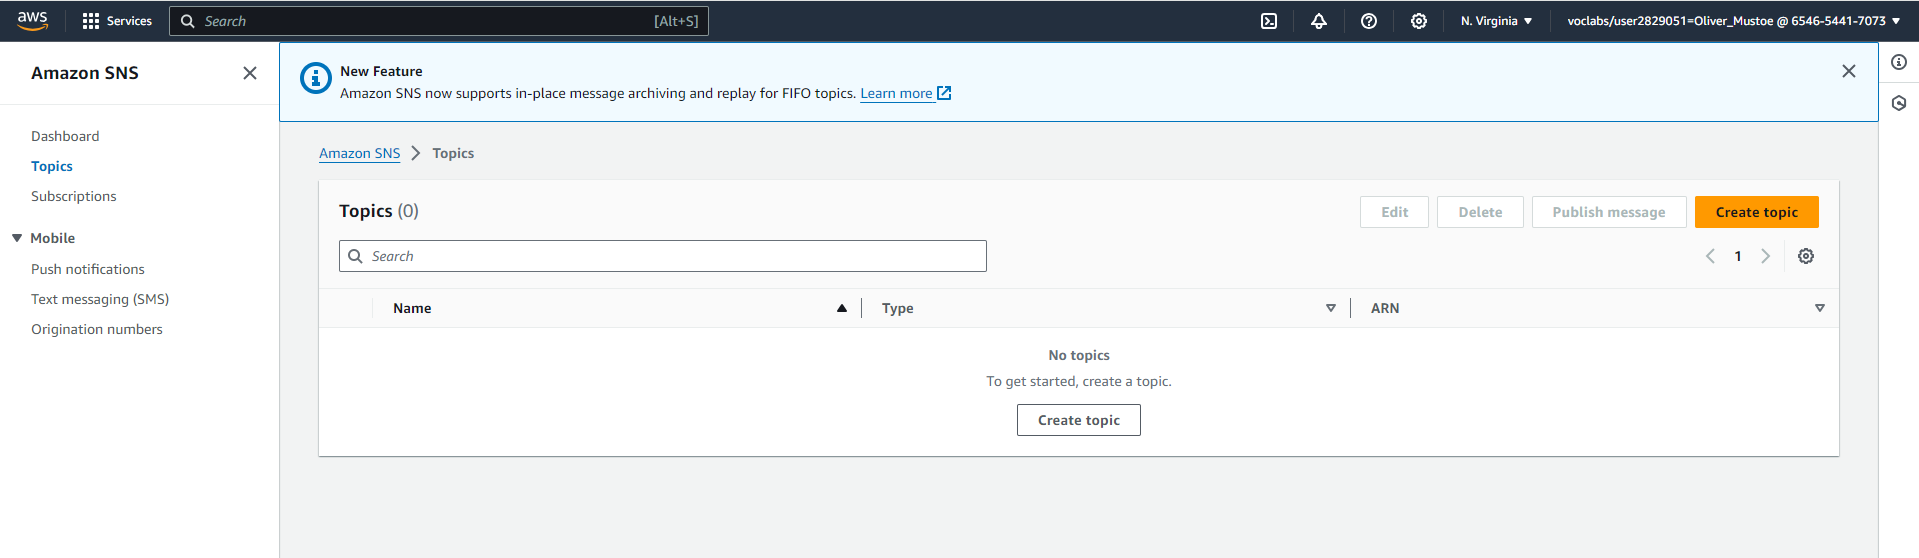 aws Services Search [Alt+S] N. Virginia voclabs/user2829051=Oliver_Mustoe @ 6546-5441-7073
Amazon SNS
Dashboard
Topics
Subscriptions
Mobile
Push notifications
Text messaging (SMS)
Origination numbers
New Feature
Amazon SNS now supports in-place message archiving and replay for FIFO topics. Learn more
Amazon SNS Topics
Topics (0) Edit Delete Publish message Create topic
Search 1
Name Type ARN
No topics
To get started, create a topic.
Create topic